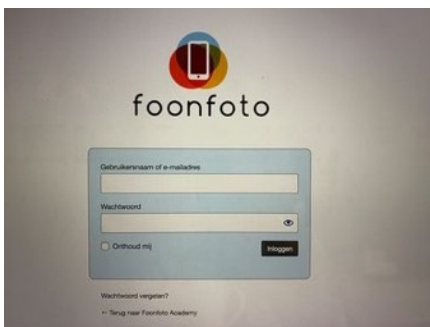 foonfoto
Gebruikersnaam of e-mailadres
Wachtwoord
Onthoud mij
Inloggen
Wachtwoord vergeten?
← Terug naar Foonfoto Academy